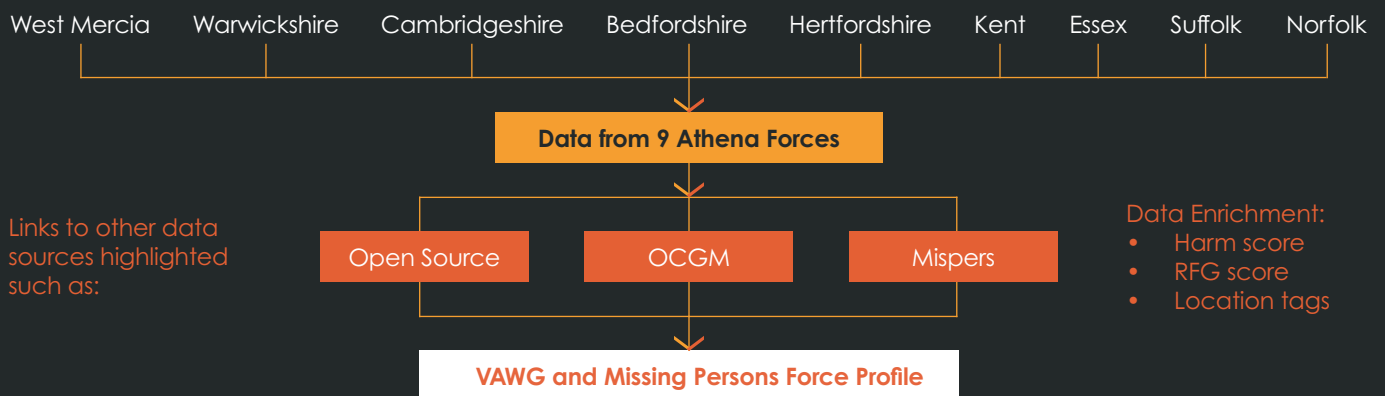 West Mercia Warwickshire Cambridgeshire Bedfordshire Hertfordshire Kent Essex Suffolk Norfolk
Data from 9 Athena Forces
Links to other data
sources highlighted
such as:
Open Source
OCGM
Mispers
Data Enrichment:
• Harm score
• RFG score
• Location tags
VAWG and Missing Persons Force Profile